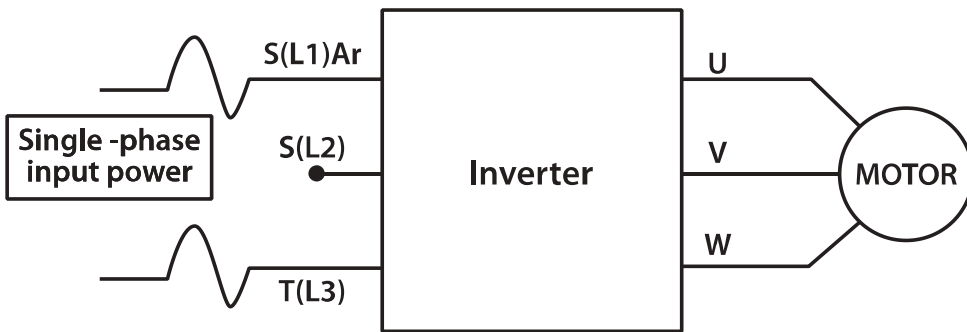 S(L1)Ar
Single -phase
input power
S(L2)
T(L3)
Inverter
U
V
W
MOTOR